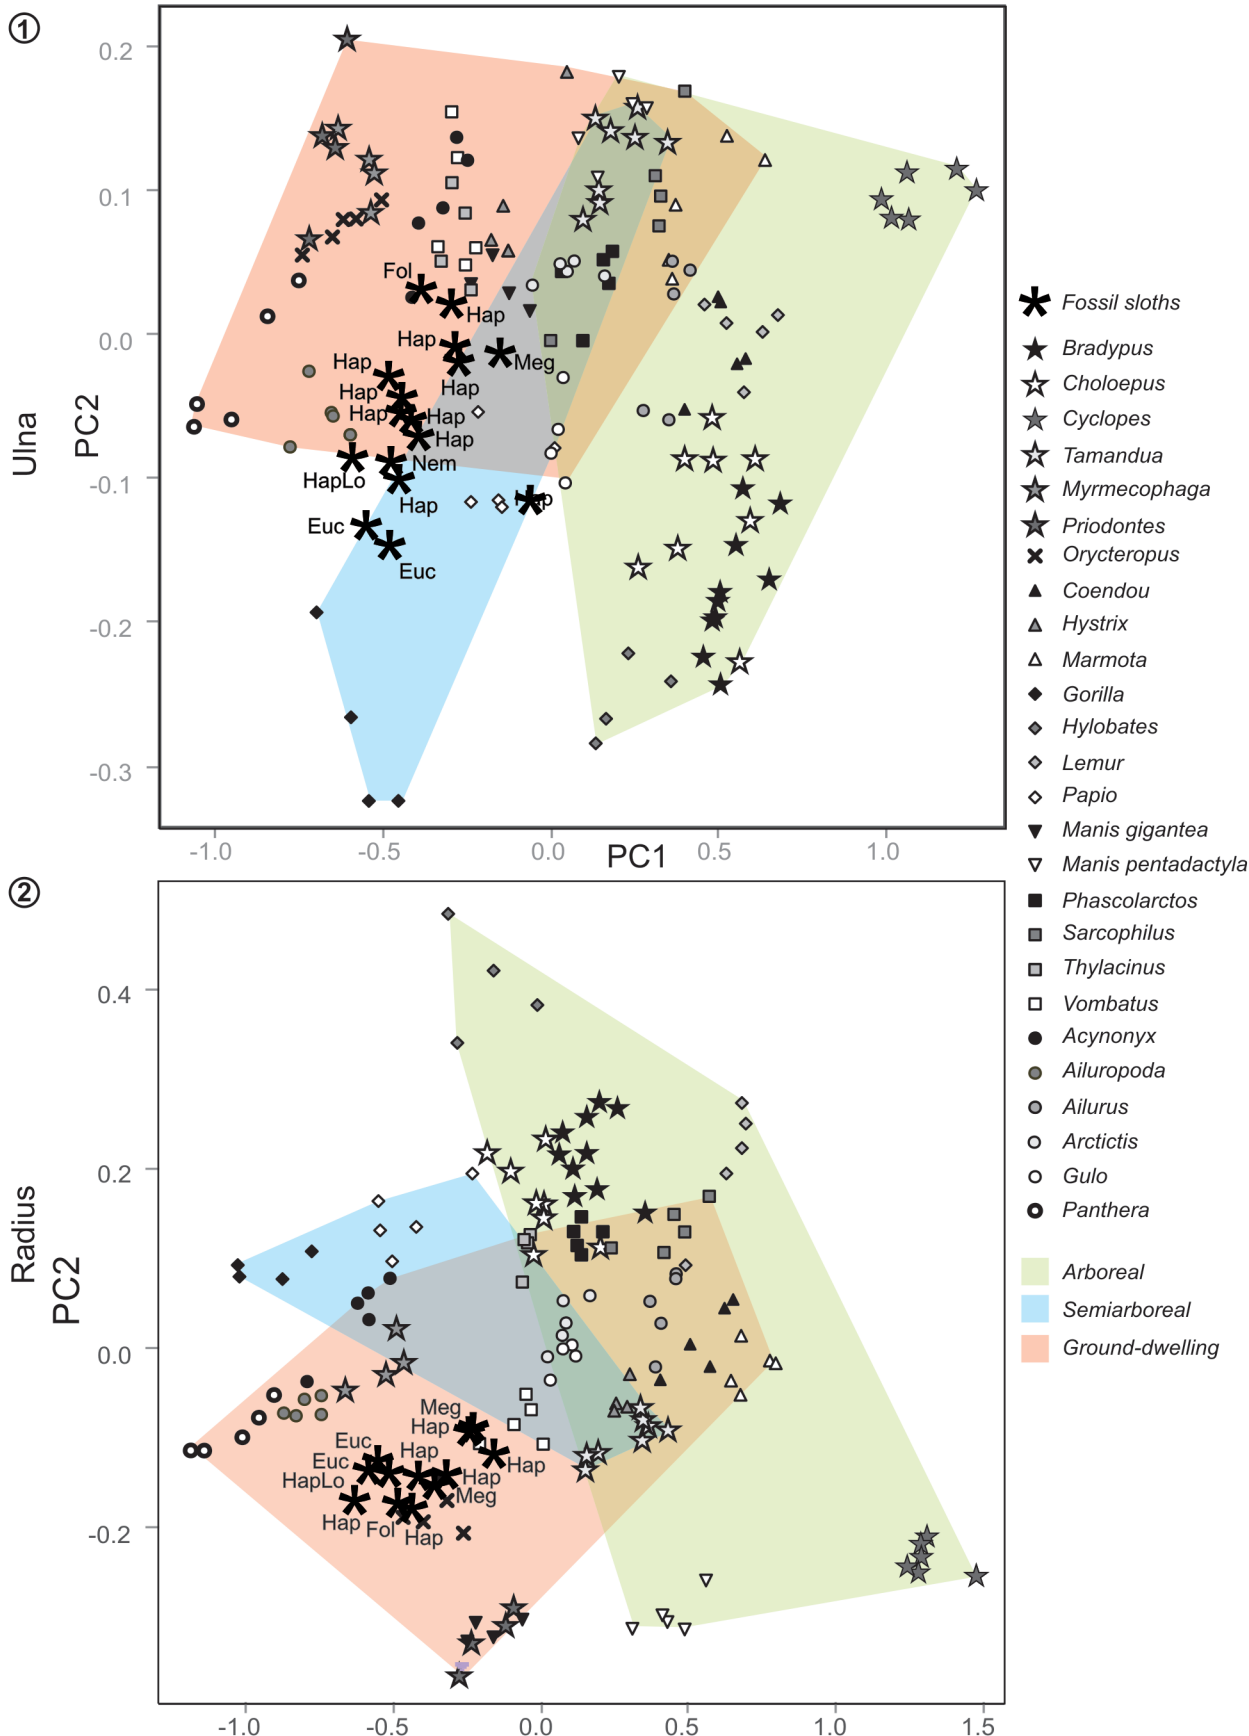 1
0.2
0.1
0.0
-0.1
-0.2
-0.3
Ulna
PC2
Fol
Hap
Hap
Meg
Hap
Hap
Hap
Hap
Hap
Hap
Nem
HapLo
Hap
Hap
Euc
Euc
-1.0
-0.5
0.0
0.5
1.0
PC1
Fossil sloths
Bradypus
Choloepus
Cyclopes
Tamandua
Myrmecophaga
Priodontes
Orycteropus
Coendou
Hystrix
Marmota
Gorilla
Hylobates
Lemur
Papio
Manis gigantea
Manis pentadactyla
Phascolarctos
Sarcophilus
Thylacinus
Vombatus
Acynonyx
Ailuropoda
Ailurus
Arctictis
Gulo
Panthera
Arboreal
Semiarboreal
Ground-dwelling
2
0.4
0.2
0.0
-0.2
Radius
PC2
Meg
Hap
Euc
Hap
Hap
Euc
Hap
HapLo
Meg
Hap
Fol
Hap
-1.0
-0.5
0.0
0.5
1.0
1.5